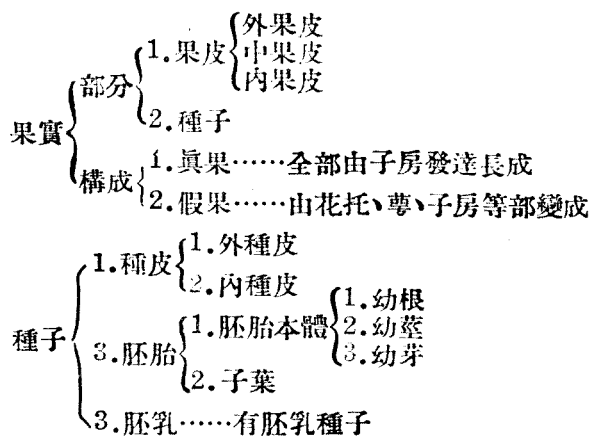 外果皮
1.果皮 中果皮
部分 內果皮
2.種子
果實
1.眞果……全部由子房發達長成
構成
2.假果……由花托、萼、子房等部變成
1.外種皮
1.種皮
2.內種皮
1.幼根
1.胚胎本體 2.幼莖
種子 3.胚胎 3.幼芽
2.子葉
3.胚乳……有胚乳種子